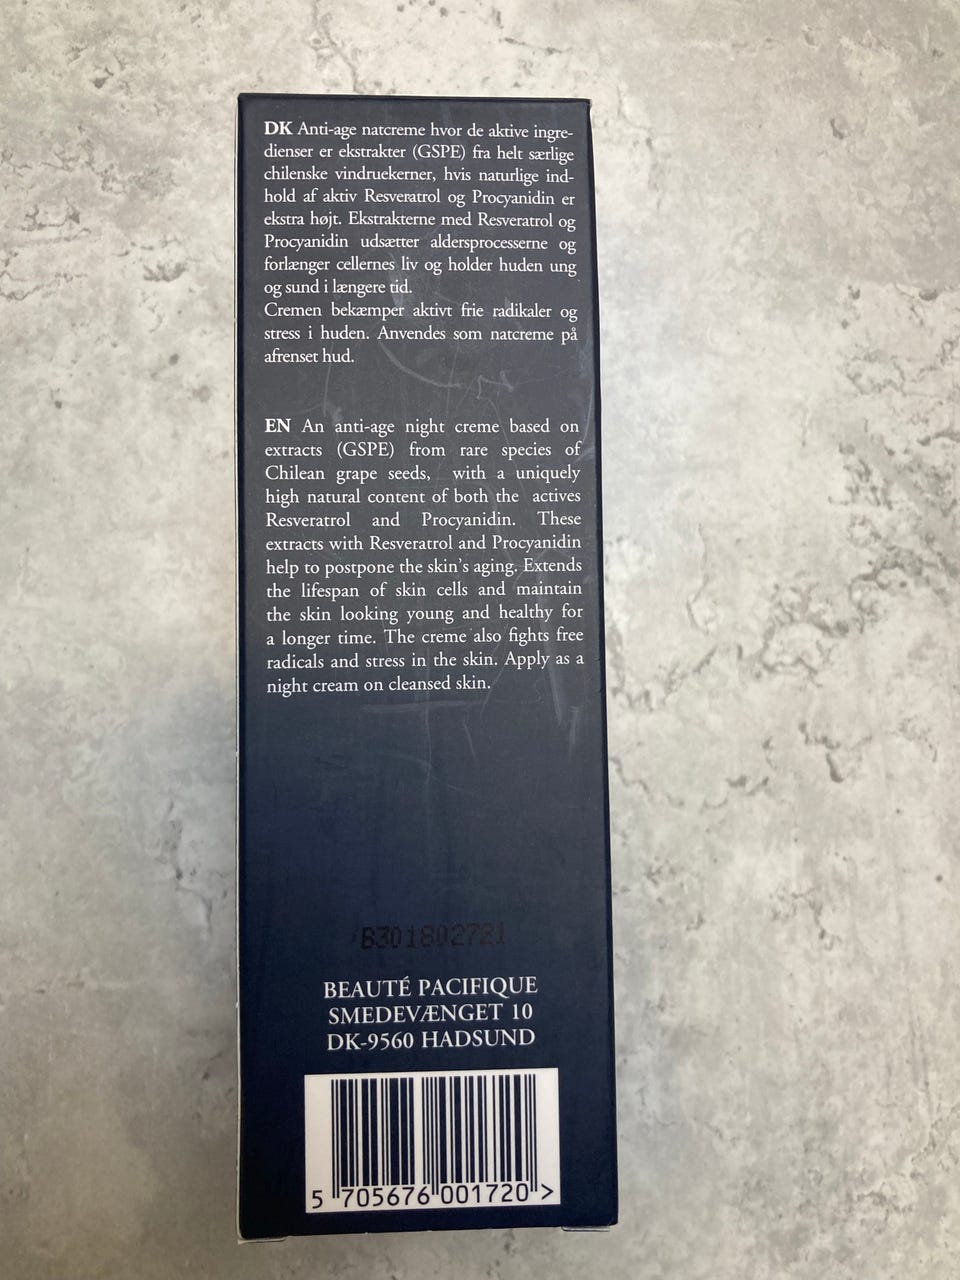 DK Anti-age natcreme hvor de aktive ingre-
dienser er ekstrakter (GSPE) fra helt særlige
chilenske vindruekerner, hvis naturlige ind-
hold af aktiv Resveratrol og Procyanidin er
ekstra højt. Ekstrakterne med Resveratrol og
Procyanidin udsætter aldersprocesserne og
forlænger cellernes liv og holder huden ung
og sund i længere tid.
Cremen bekæmper aktivt frie radikaler og
stress i huden. Anvendes som natcreme på
afrenset hud.
EN An anti-age night creme based on
extracts (GSPE) from rare species of
Chilean grape seeds, with a uniquely
high natural content of both the actives
Resveratrol and Procyanidin. These
extracts with Resveratrol and Procyanidin
help to postpone the skin's aging. Extends
the lifespan of skin cells and maintain
the skin looking young and healthy for
a longer time. The creme also fights free
radicals and stress in the skin. Apply as a
night cream on cleansed skin.
B301802721
BEAUTÉ PACIFIQUE
SMEDEVÆNGET 10
DK-9560 HADSUND
5 705676 001720 >